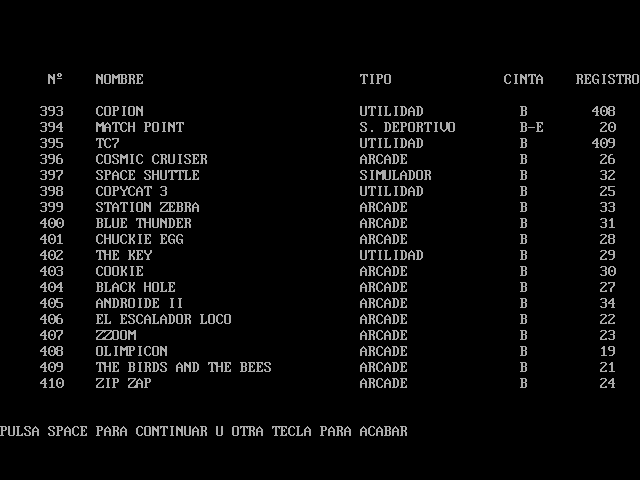 Nº NOMBRE TIPO CINTA REGISTRO
393 COPION UTILIDAD B 408
394 MATCH POINT S. DEPORTIVO B-E 20
395 TC7 UTILIDAD B 409
396 COSMIC CRUISER ARCADE B 26
397 SPACE SHUTTLE SIMULADOR B 32
398 COPYCAT 3 UTILIDAD B 25
399 STATION ZEBRA ARCADE B 33
400 BLUE THUNDER ARCADE B 31
401 CHUCKIE EGG ARCADE B 28
402 THE KEY UTILIDAD B 29
403 COOKIE ARCADE B 30
404 BLACK HOLE ARCADE B 27
405 ANDROIDE II ARCADE B 34
406 EL ESCALADOR LOCO ARCADE B 22
407 ZZOOM ARCADE B 23
408 OLIMPICON ARCADE B 19
409 THE BIRDS AND THE BEES ARCADE B 21
410 ZIP ZAP ARCADE B 24
PULSA SPACE PARA CONTINUAR U OTRA TECLA PARA ACABAR